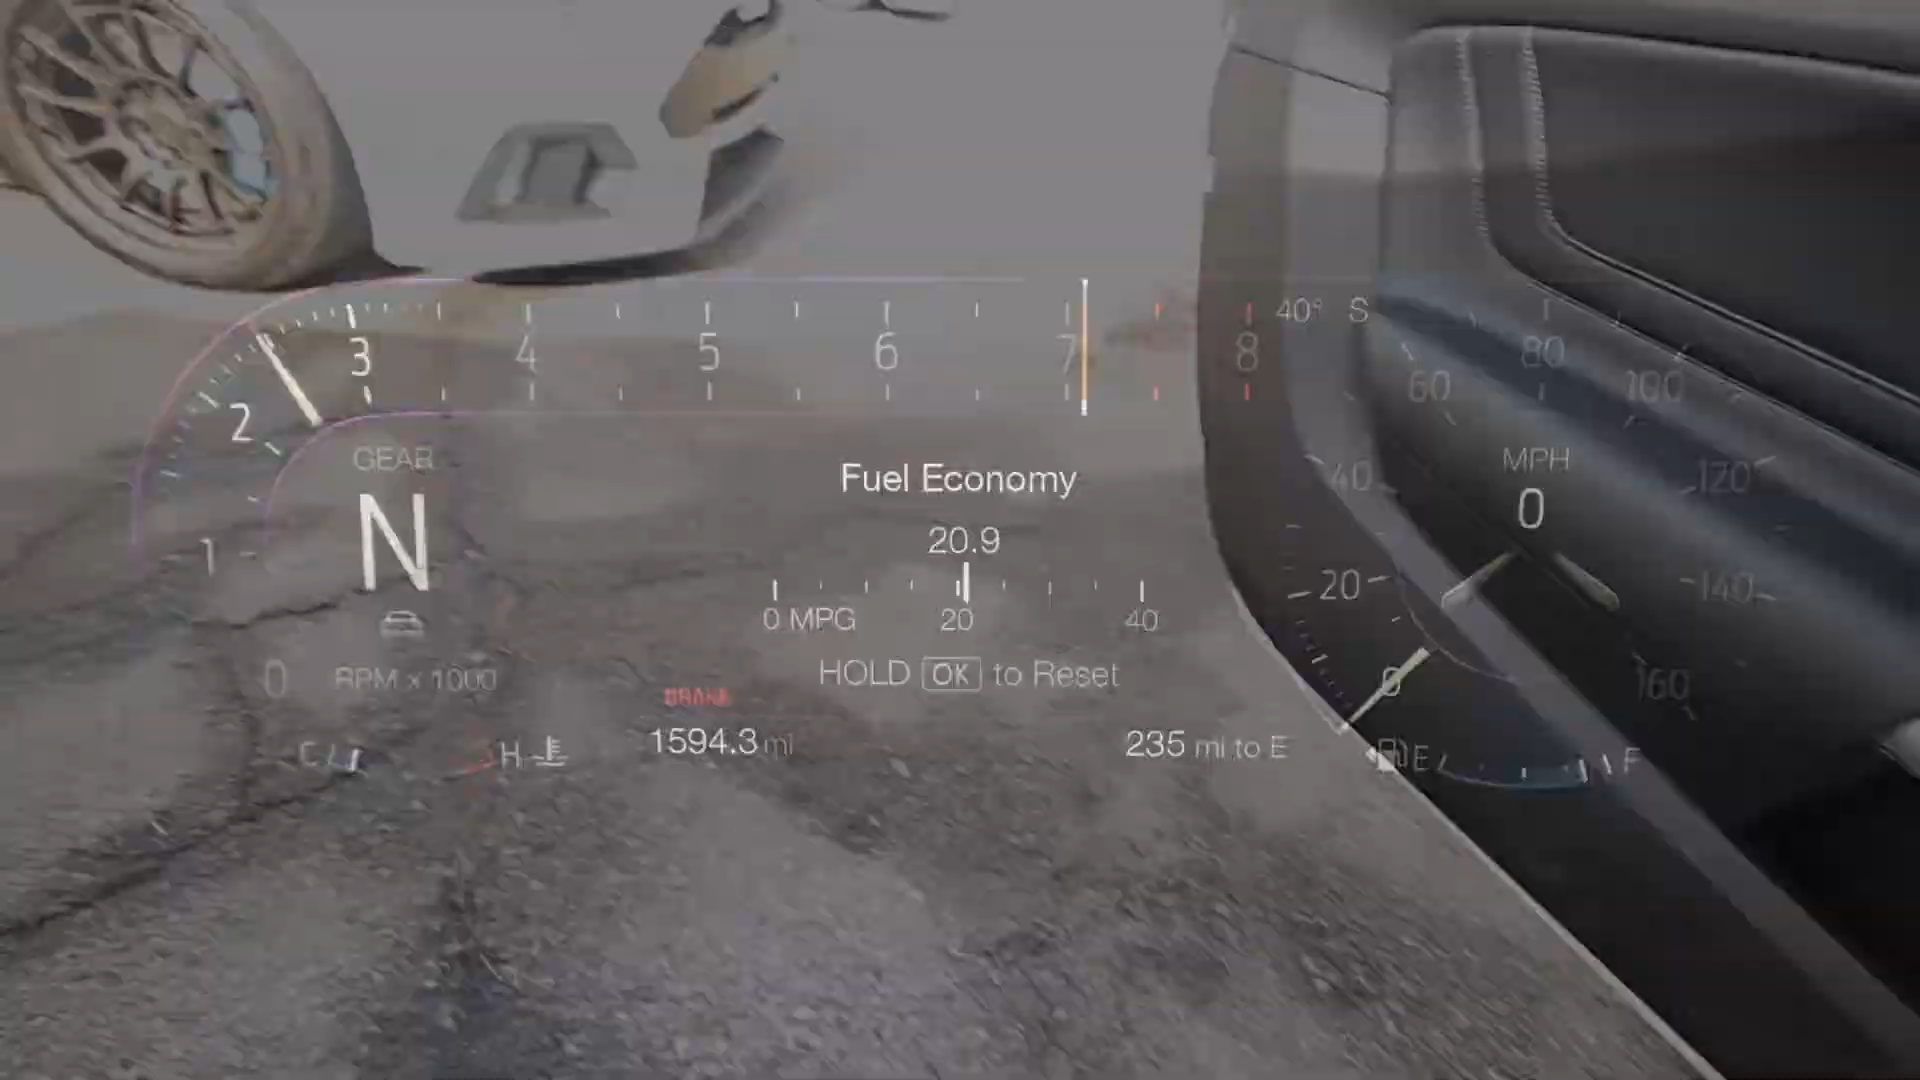 3 4 5 6 7 8 40° S
60 80 100
2
GEAR Fuel Economy 40 MPH 120
N 20.9 0
1 20 140
0 MPG 20 40
0 RPM x 1000 HOLD OK to Reset 0 160
BRAKE
C H 1594.3 mi 235 mi to E E F